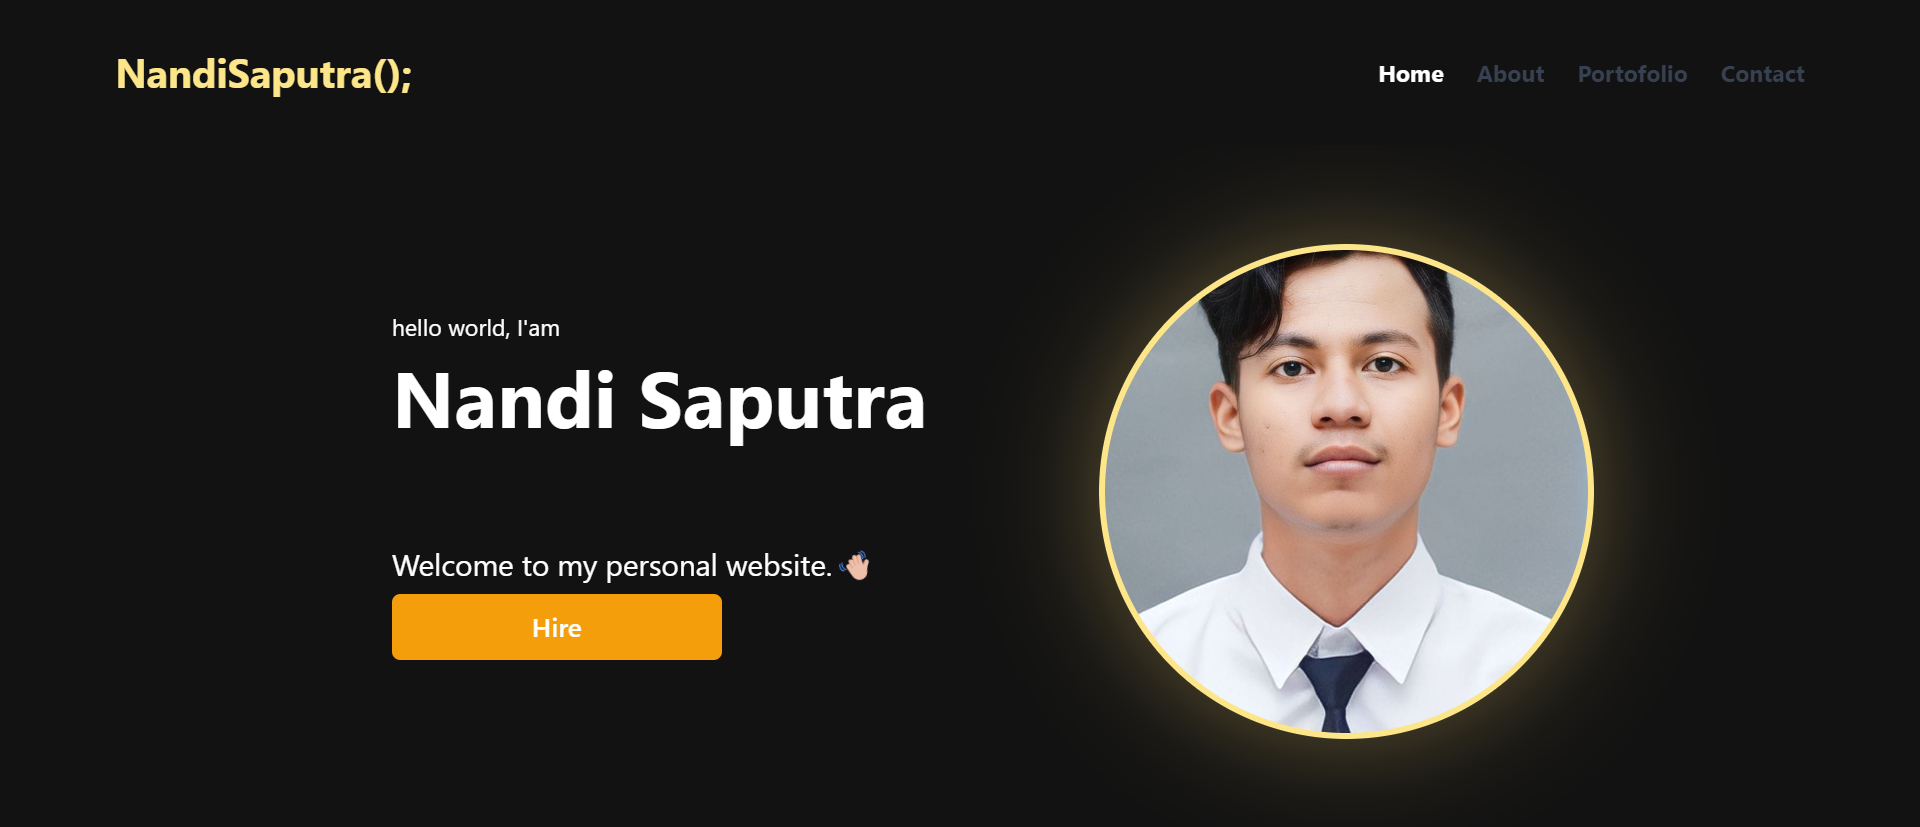 NandiSaputra();
Home About Portofolio Contact
hello world, I'am
Nandi Saputra
Welcome to my personal website. 👋🏻
Hire